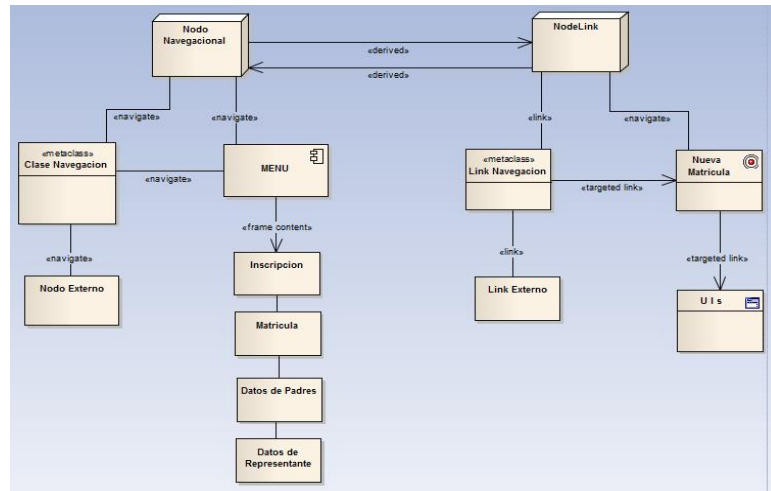 Nodo
Navegacional
NodeLink
«derived»
«derived»
«navigate»
«navigate»
«link»
«navigate»
«metaclass»
Clase Navegacion
MENU
«navigate»
«metaclass»
Link Navegacion
Nueva
Matricula
«targeted link»
«frame content»
«navigate»
«link»
«targeted link»
Nodo Externo
Inscripcion
Link Externo
U I s
Matricula
Datos de Padres
Datos de
Representante